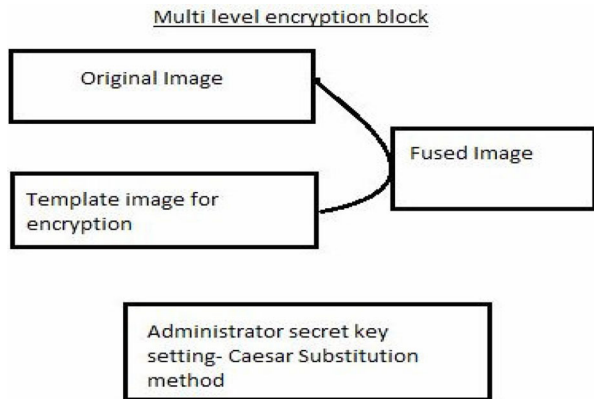 Multi level encryption block
Original Image
Fused Image
Template image for
encryption
Administrator secret key
setting- Caesar Substitution
method